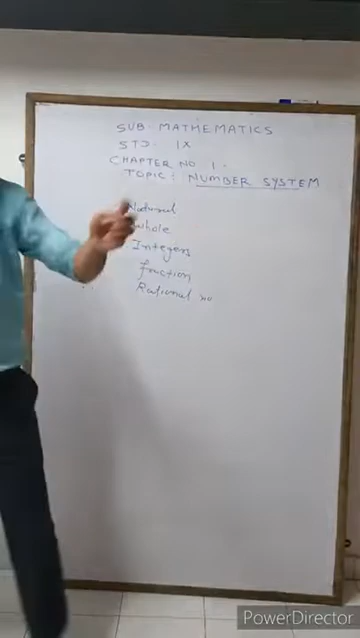 SUB. MATHEMATICS
STD. IX
CHAPTER NO 1.
TOPIC: NUMBER SYSTEM
Natural
Whole
Integers
fraction
Rational no
PowerDirector